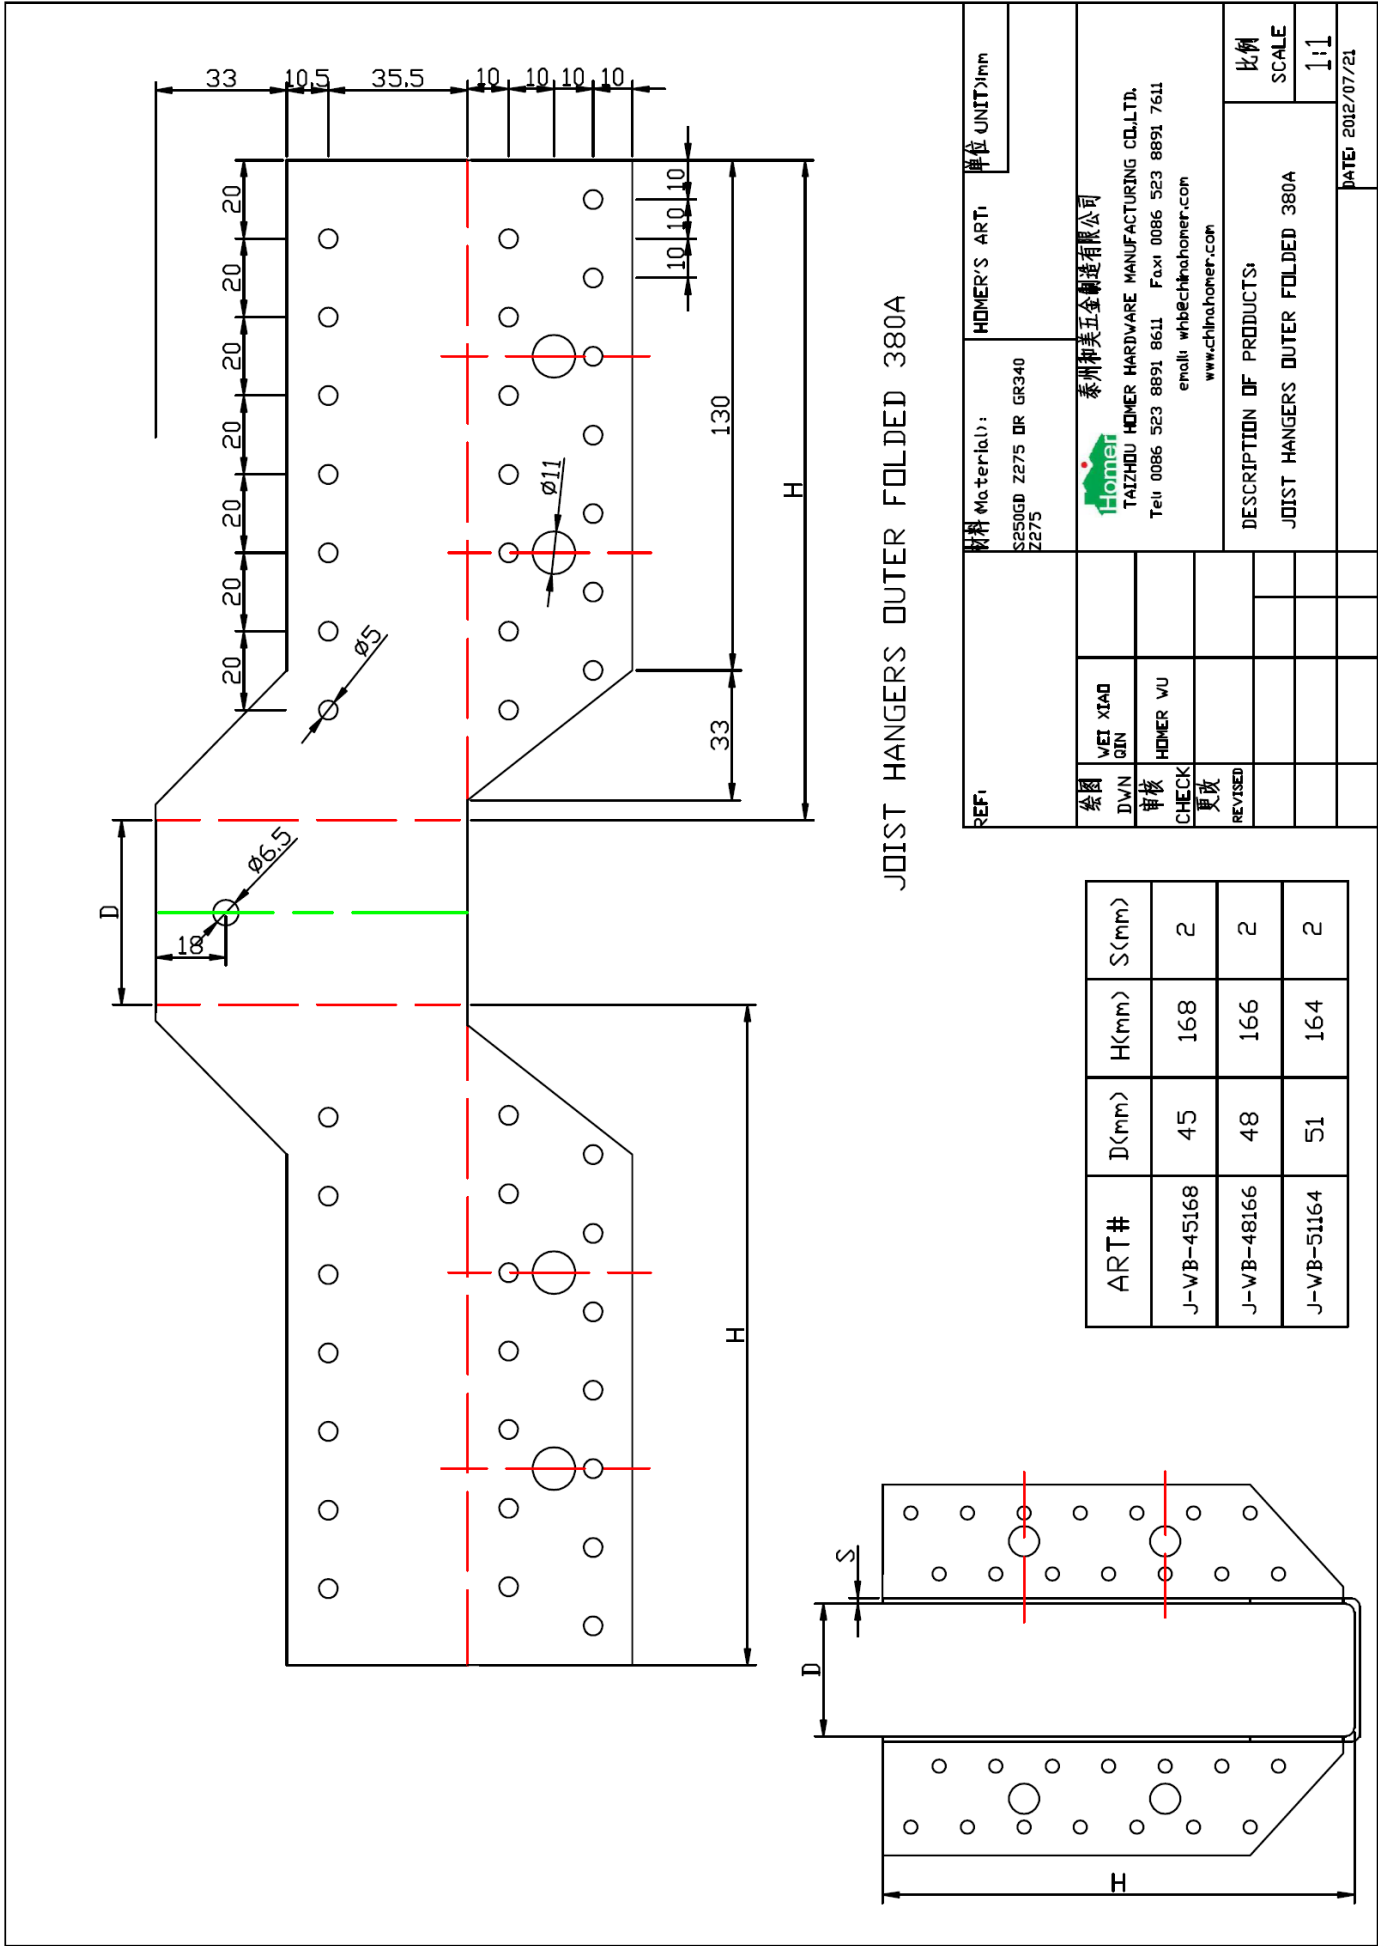 33
10,5
35,5
10
10
10
10
20
20
20
20
20
20
20
10
10
10
130
33
H
Ø11
Ø5
Ø6,5
18
D
H
JOIST HANGERS OUTER FOLDED 380A
S
D
H
ART# D(mm) H(mm) S(mm)
J-WB-45168 45 168 2
J-WB-48166 48 166 2
J-WB-51164 51 164 2
REF:
材料 Material):
S250GD Z275 OR GR340
Z275
HOMER'S ART:
单位 UNIT):mm
Homer
泰州和美五金制造有限公司
TAIZHOU HOMER HARDWARE MANUFACTURING CO.,LTD.
Tel: 0086 523 8891 8611 Fax: 0086 523 8891 7611
email: whb@chinahomer.com
www.chinahomer.com
绘图
DWN
WEI XIAO
QIN
审核
CHECK
HOMER WU
更改
REVISED
DESCRIPTION OF PRODUCTS:
JOIST HANGERS OUTER FOLDED 380A
比例
SCALE
1:1
DATE: 2012/07/21